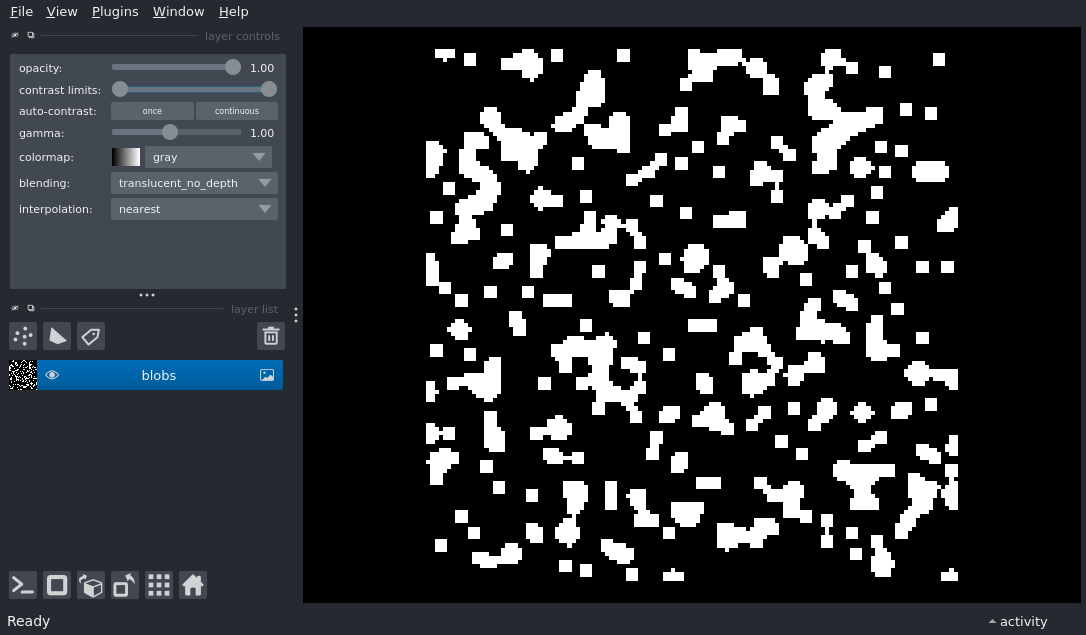 File View Plugins Window Help
layer controls
opacity: 1.00
contrast limits:
auto-contrast: once continuous
gamma: 1.00
colormap: gray
blending: translucent_no_depth
interpolation: nearest
layer list
blobs
Ready
activity